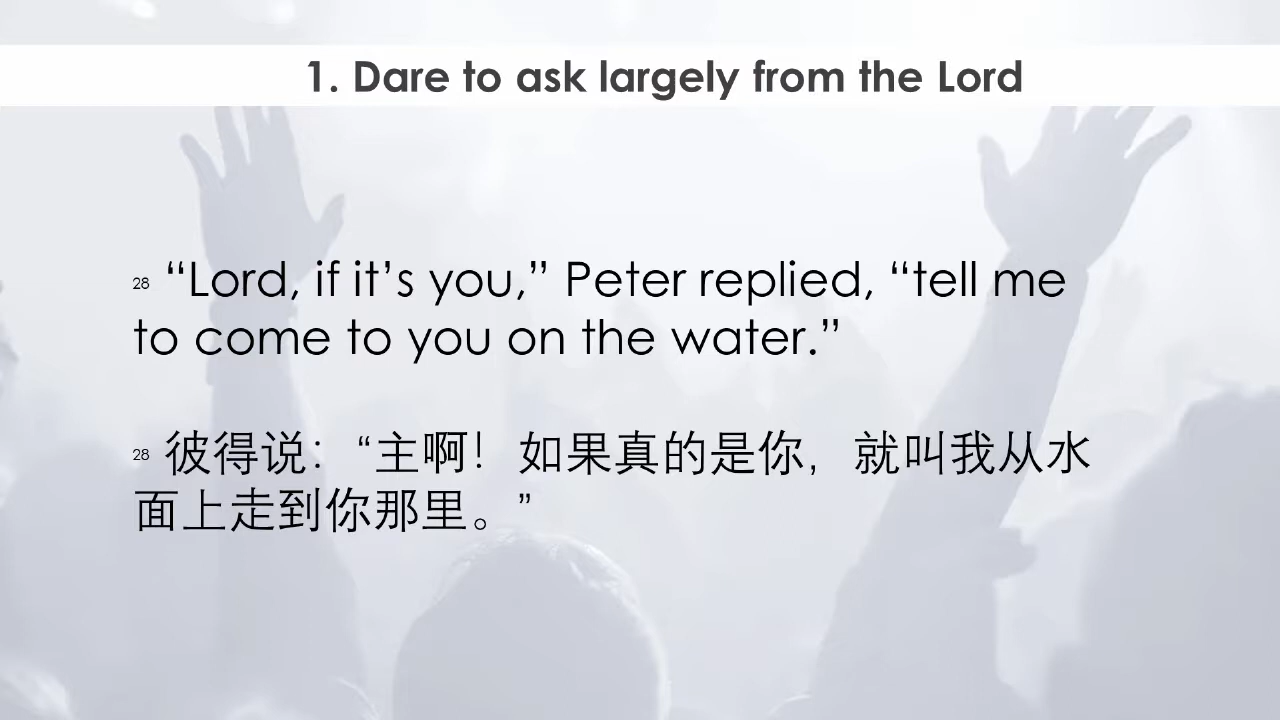 1. Dare to ask largely from the Lord
28 “Lord, if it’s you,” Peter replied, “tell me
to come to you on the water.”
28 彼得说：“主啊！如果真的是你，就叫我从水
面上走到你那里。”